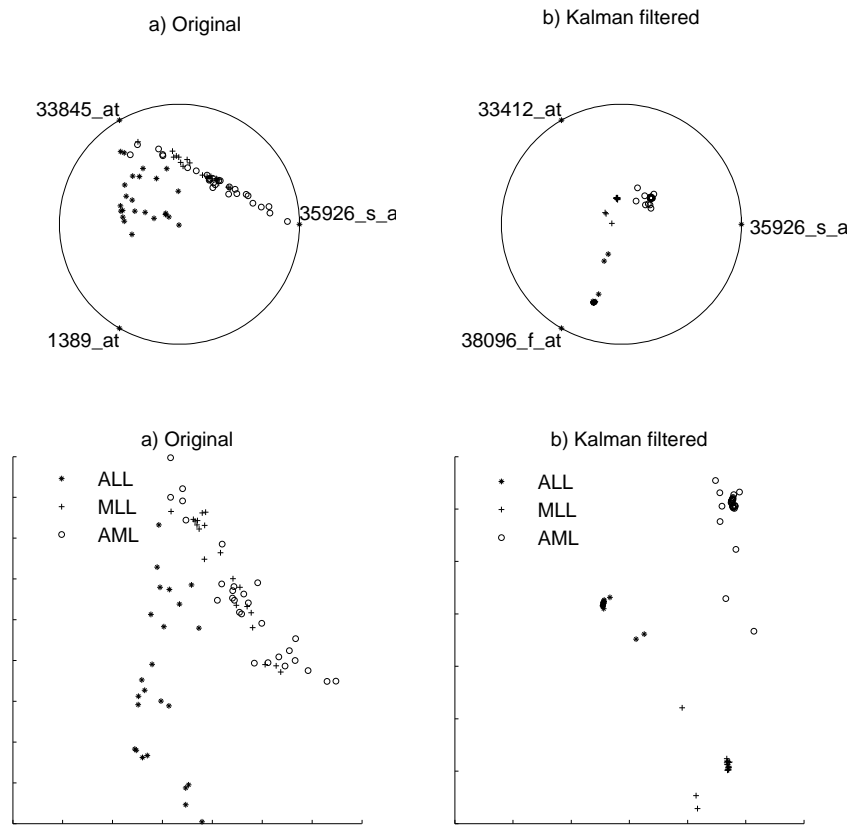 a) Original
b) Kalman filtered
33845_at
35926_s_a
1389_at
33412_at
35926_s_a
38096_f_at
a) Original
ALL
MLL
AML
b) Kalman filtered
ALL
MLL
AML